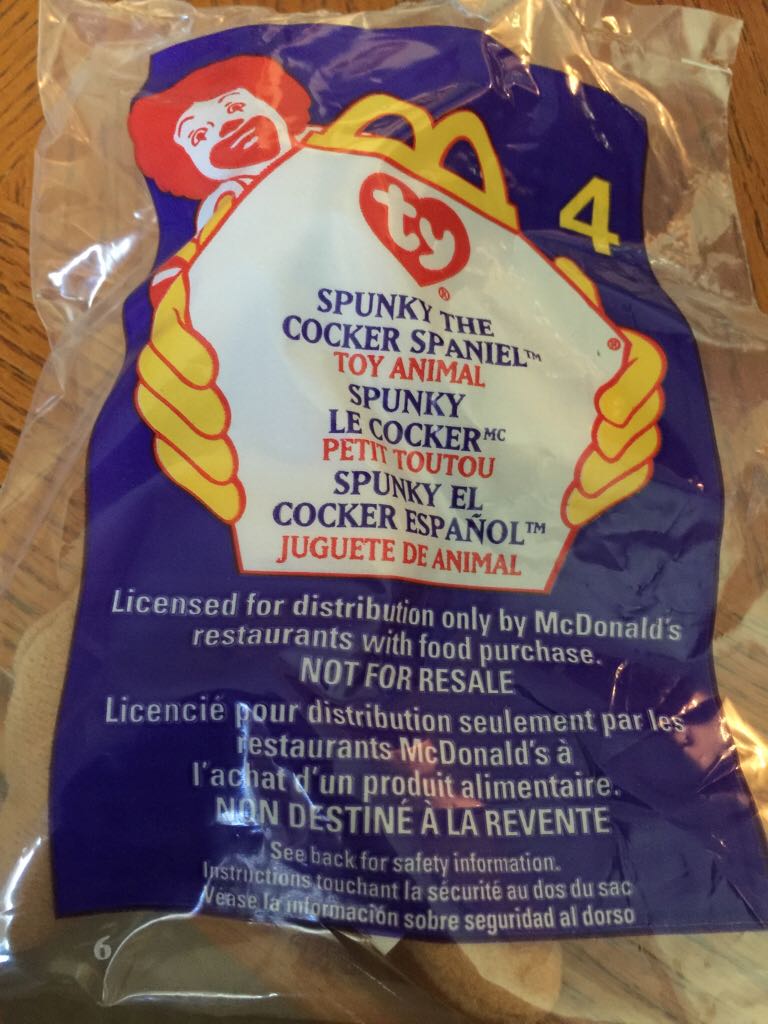 4
ty
®
SPUNKY THE
COCKER SPANIEL™
TOY ANIMAL
®
SPUNKY
LE COCKER MC
PETIT TOUTOU
SPUNKY EL
COCKER ESPAÑOL™
JUGUETE DE ANIMAL
Licensed for distribution only by McDonald's
restaurants with food purchase.
NOT FOR RESALE
Licencié pour distribution seulement par les
restaurants McDonald's à
l'achat d'un produit alimentaire.
NON DESTINÉ À LA REVENTE
See back for safety information.
Instructions touchant la sécurité au dos du sac
Vease la información sobre seguridad al dorso
6